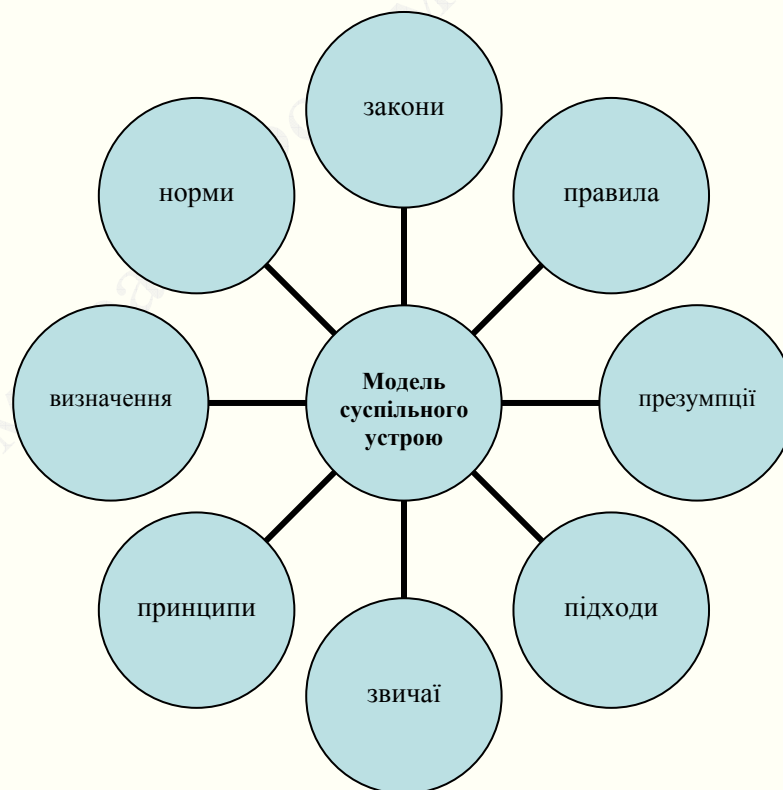 закони
норми
правила
визначення
Модель
суспільного
устрою
презумпції
принципи
підходи
звичаї